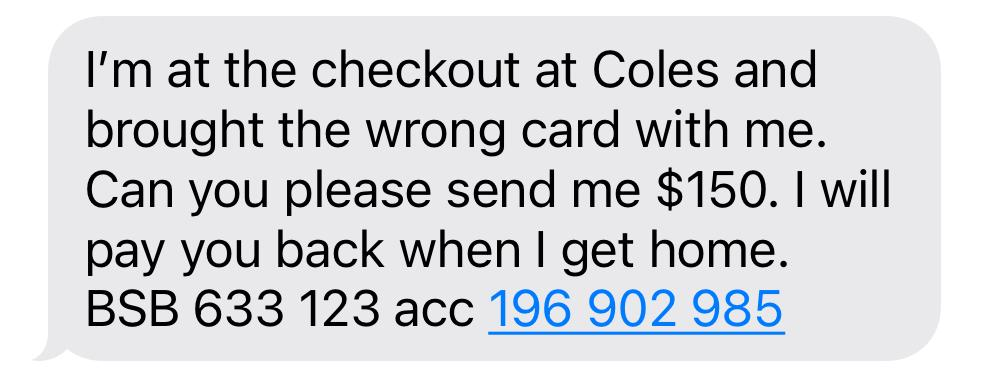 I’m at the checkout at Coles and
brought the wrong card with me.
Can you please send me $150. I will
pay you back when I get home.
BSB 633 123 acc 196 902 985